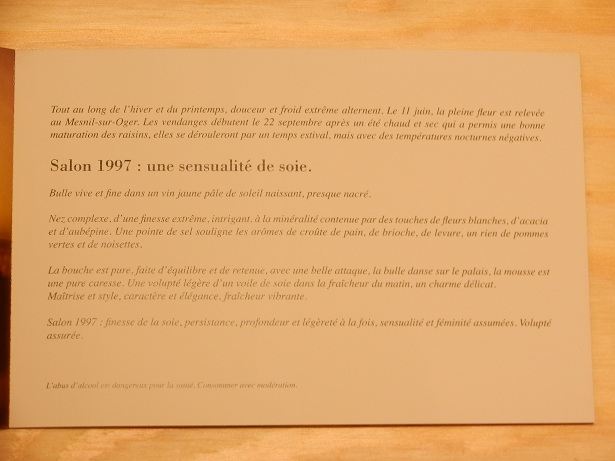 Tout au long de l'hiver et du printemps, douceur et froid extrême alternent. Le 11 juin, la pleine fleur est relevée
au Mesnil-sur-Oger. Les vendanges débutent le 22 septembre après un été chaud et sec qui a permis une bonne
maturation des raisins, elles se dérouleront par un temps estival, mais avec des températures nocturnes négatives.
Salon 1997 : une sensualité de soie.
Bulle vive et fine dans un vin jaune pâle de soleil naissant, presque nacré.
Nez complexe, d'une finesse extrême, intrigant, à la minéralité contenue par des touches de fleurs blanches, d'acacia
et d'aubépine. Une pointe de sel souligne les arômes de croûte de pain, de brioche, de levure, un rien de pommes
vertes et de noisettes.
La bouche est pure, faite d'équilibre et de retenue, avec une belle attaque, la bulle danse sur le palais, la mousse est
une pure caresse. Une volupté légère d'un voile de soie dans la fraîcheur du matin, un charme délicat.
Maîtrise et style, caractère et élégance, fraîcheur vibrante.
Salon 1997 : finesse de la soie, persistance, profondeur et légèreté à la fois, sensualité et féminité assumées. Volupté
assurée.
L'abus d'alcool est dangereux pour la santé. Consommer avec modération.